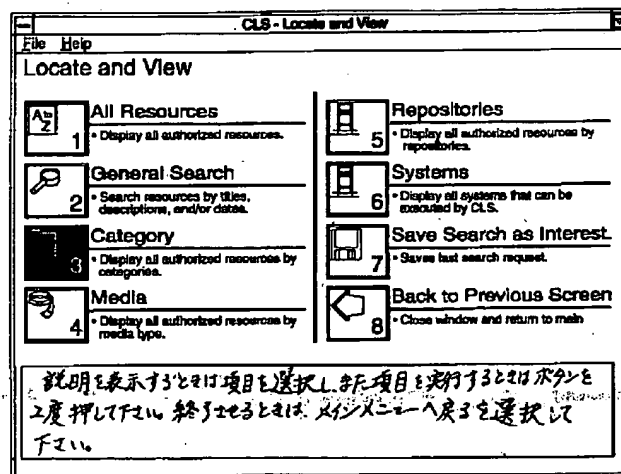 CLS - Locate and View
File Help
Locate and View
A to Z
1
All Resources
• Display all authorized resources.
2
General Search
• Search resources by titles,
descriptions, and/or dates.
3
Category
• Display all authorized resources by
categories.
4
Media
• Display all authorized resources by
media type.
5
Repositories
• Display all authorized resources by
repositories.
6
Systems
• Display all systems that can be
executed by CLS.
7
Save Search as Interest.
• Saves last search request.
8
Back to Previous Screen
• Close window and return to main
説明を表示するときは項目を選択し、また項目を実行するときはボタンを
2度押して下さい。終了させるときは、メインメニューへ戻るを選択して
下さい。